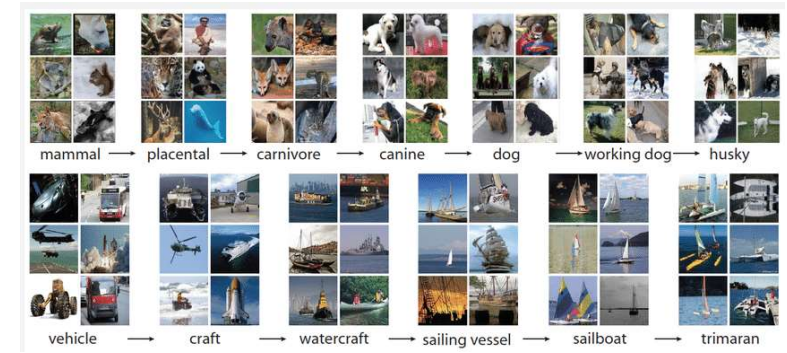 mammal → placental → carnivore → canine → dog → working dog → husky
vehicle → craft → watercraft → sailing vessel → sailboat → trimaran